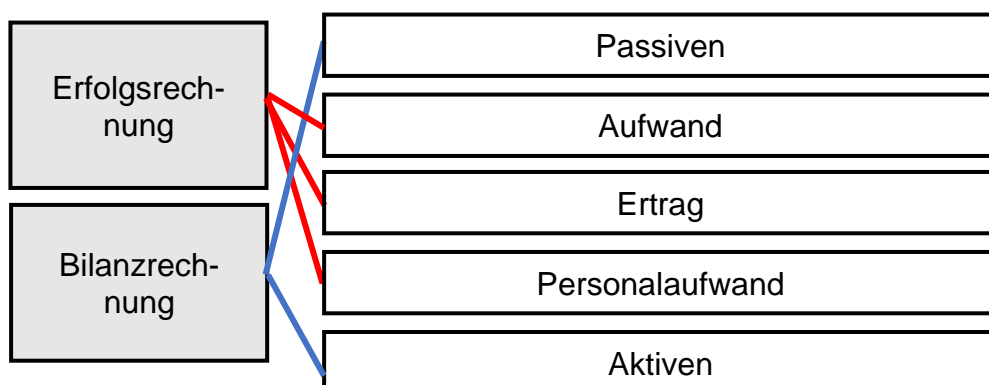 Erfolgsrech-
nung
Bilanzrech-
nung
Passiven
Aufwand
Ertrag
Personalaufwand
Aktiven